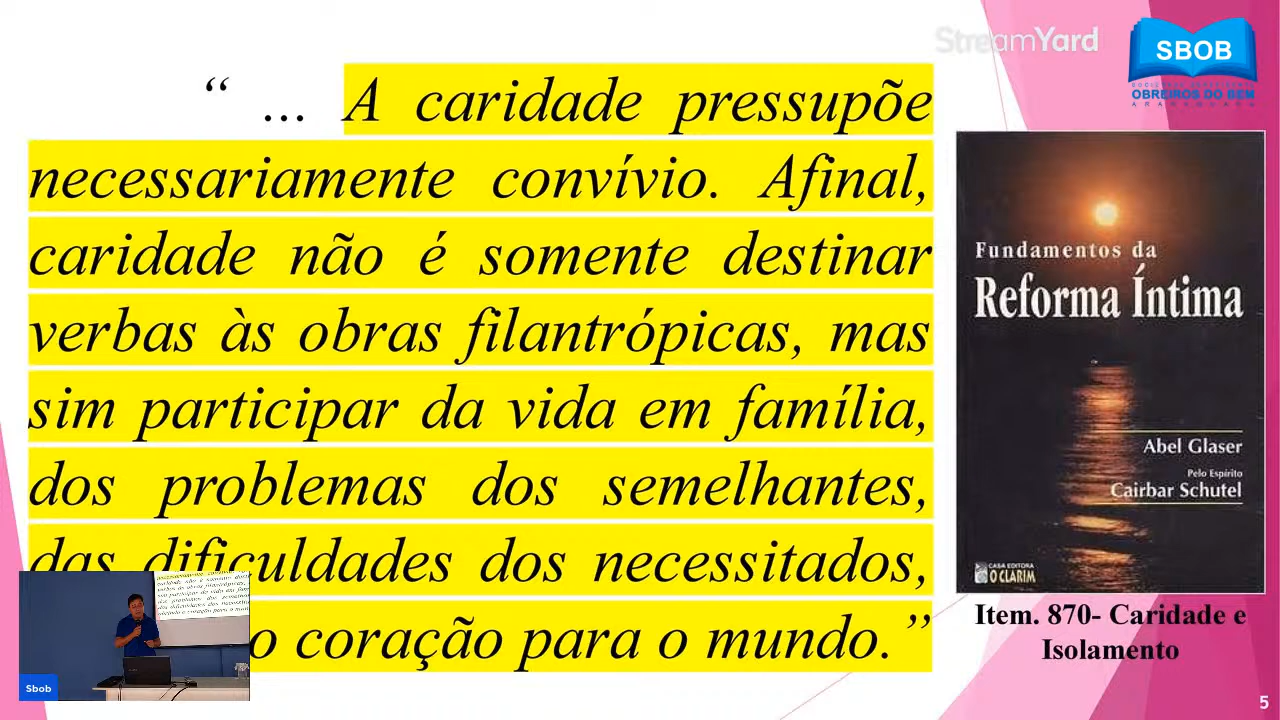 StreamYard
SBOB
OBREIROS DO BEM
ARARAQUARA
“ ... A caridade pressupõe
necessariamente convívio. Afinal,
caridade não é somente destinar
verbas às obras filantrópicas, mas
sim participar da vida em família,
dos problemas dos semelhantes,
das dificuldades dos necessitados,
o coração para o mundo.”
Fundamentos da
Reforma Íntima
Abel Glaser
Pelo Espírito
Cairbar Schutel
CASA EDITORA
O CLARIM
Item. 870- Caridade e
Isolamento
Sbob
5